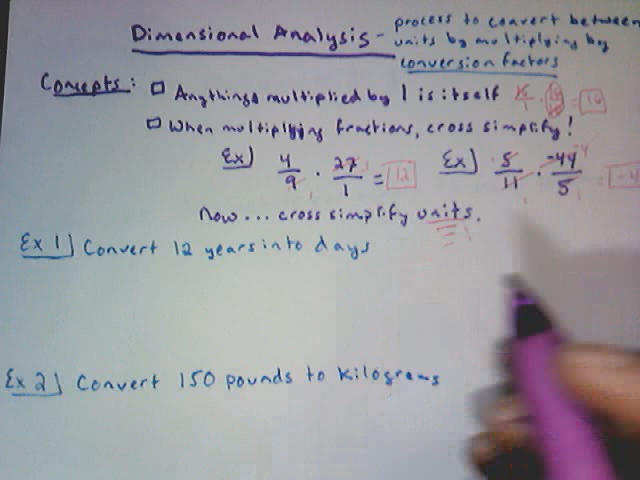 Dimensional Analysis - process to convert between
units by multiplying by
conversion factors
Concepts: Anythings multiplied by 1 is itself
When multiplying fractions, cross simplify!
Ex) 4/9 · 27/1 = 12 Ex) 5/11 · -44/5 = -4
Now... cross simplify units.
Ex 1) Convert 12 years into days
Ex 2) Convert 150 pounds to kilograms